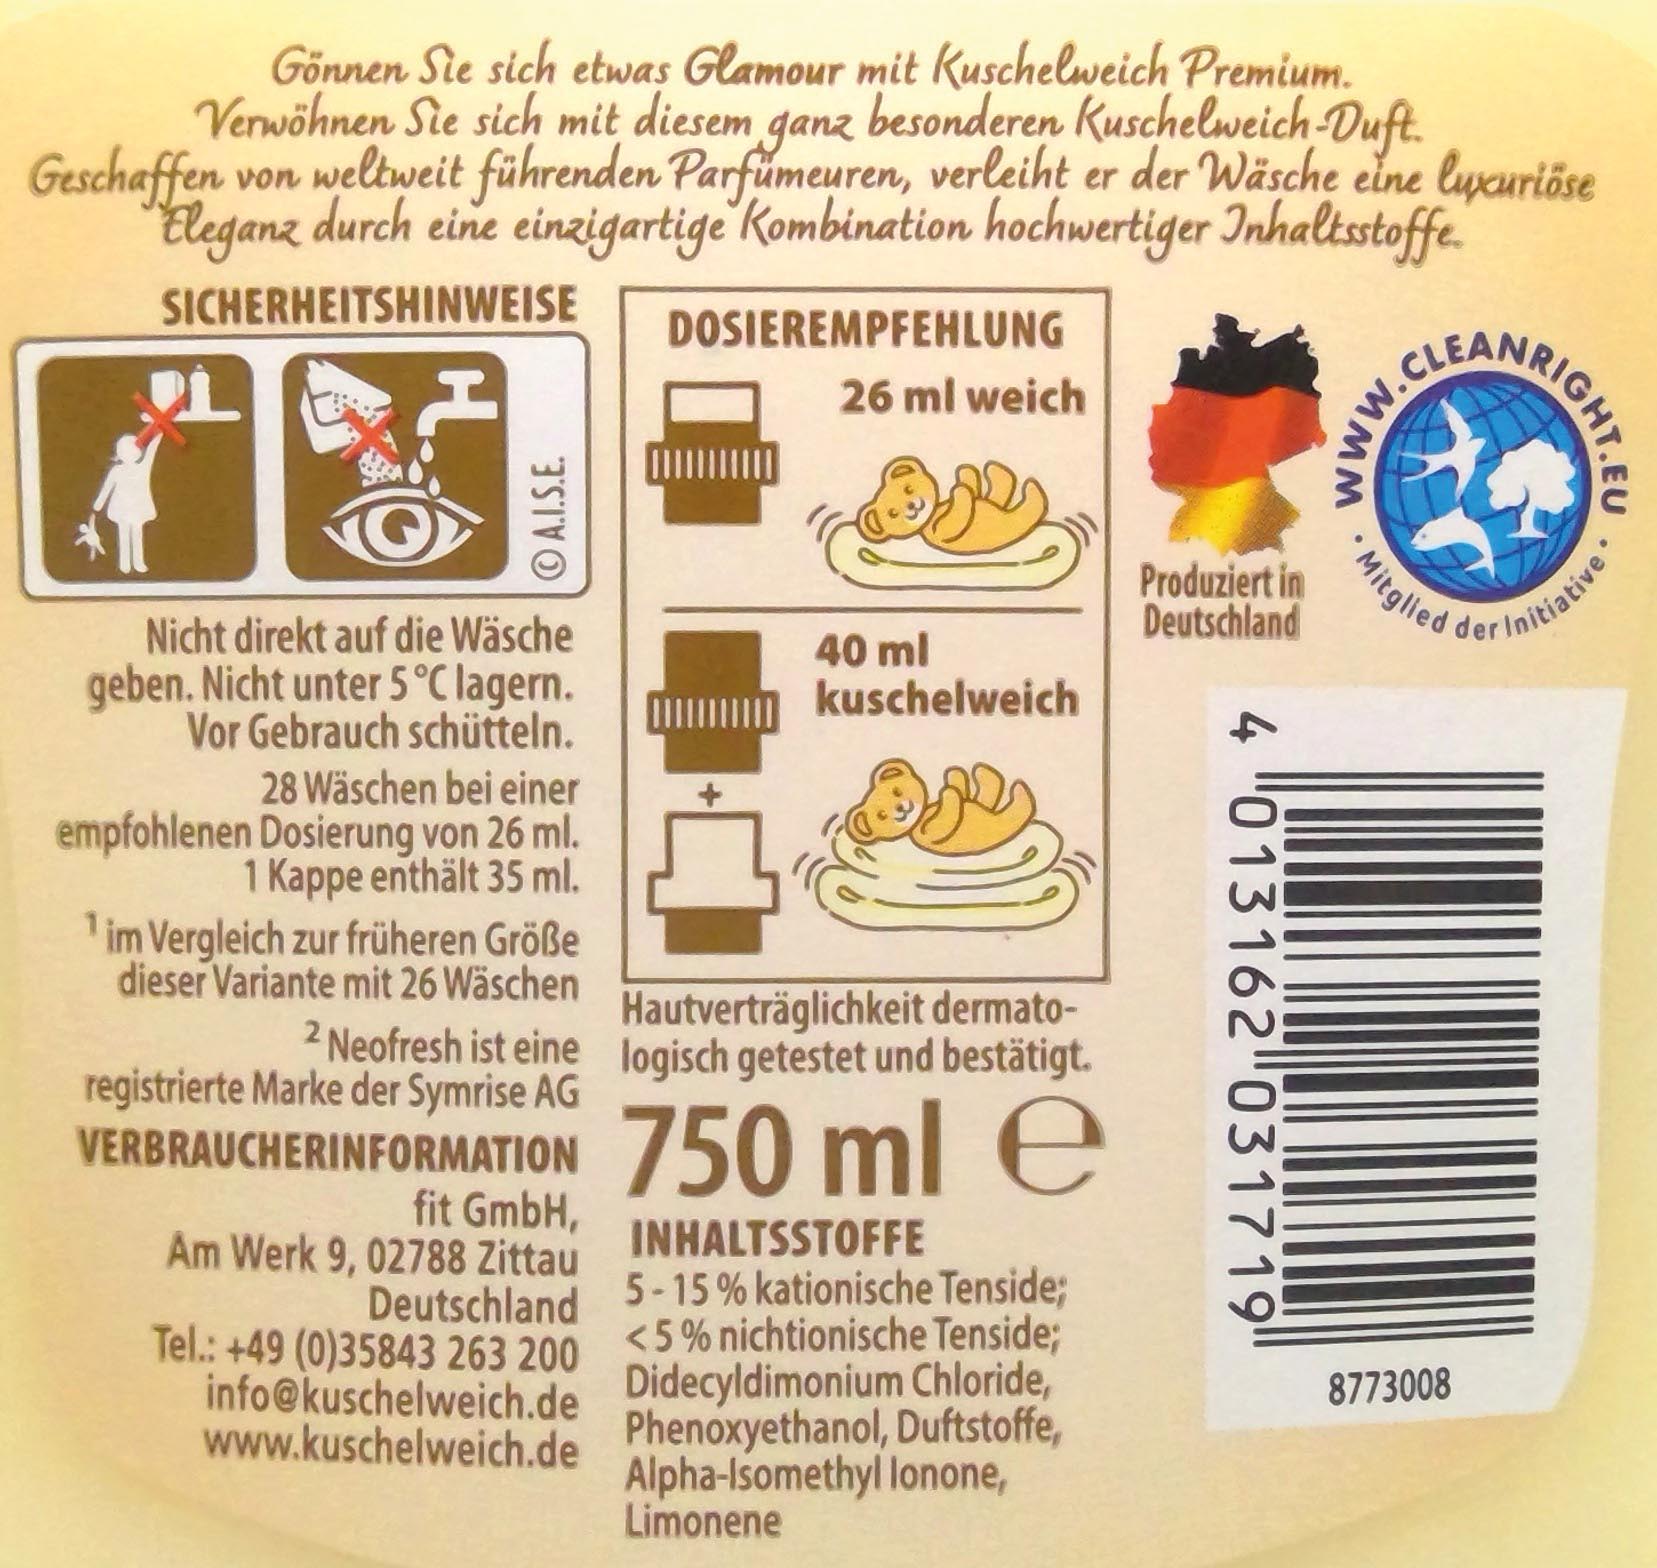 Gönnen Sie sich etwas Glamour mit Kuschelweich Premium.
Verwöhnen Sie sich mit diesem ganz besonderen Kuschelweich-Duft.
Geschaffen von weltweit führenden Parfümeuren, verleiht er der Wäsche eine luxuriöse
Eleganz durch eine einzigartige Kombination hochwertiger Inhaltsstoffe.
SICHERHEITSHINWEISE
© A.I.S.E.
Nicht direkt auf die Wäsche
geben. Nicht unter 5 °C lagern.
Vor Gebrauch schütteln.
28 Wäschen bei einer
empfohlenen Dosierung von 26 ml.
1 Kappe enthält 35 ml.
1 im Vergleich zur früheren Größe
dieser Variante mit 26 Wäschen
2 Neofresh ist eine
registrierte Marke der Symrise AG
VERBRAUCHERINFORMATION
fit GmbH,
Am Werk 9, 02788 Zittau
Deutschland
Tel.: +49 (0)35843 263 200
info@kuschelweich.de
www.kuschelweich.de
DOSIEREMPFEHLUNG
26 ml weich
40 ml
kuschelweich
+
Hautverträglichkeit dermato-
logisch getestet und bestätigt.
750 ml ℮
INHALTSSTOFFE
5 - 15 % kationische Tenside;
< 5 % nichtionische Tenside;
Didecyldimonium Chloride,
Phenoxyethanol, Duftstoffe,
Alpha-Isomethyl Ionone,
Limonene
Produziert in
Deutschland
WWW.CLEANRIGHT.EU
• Mitglied der Initiative •
4 013162 031719
8773008